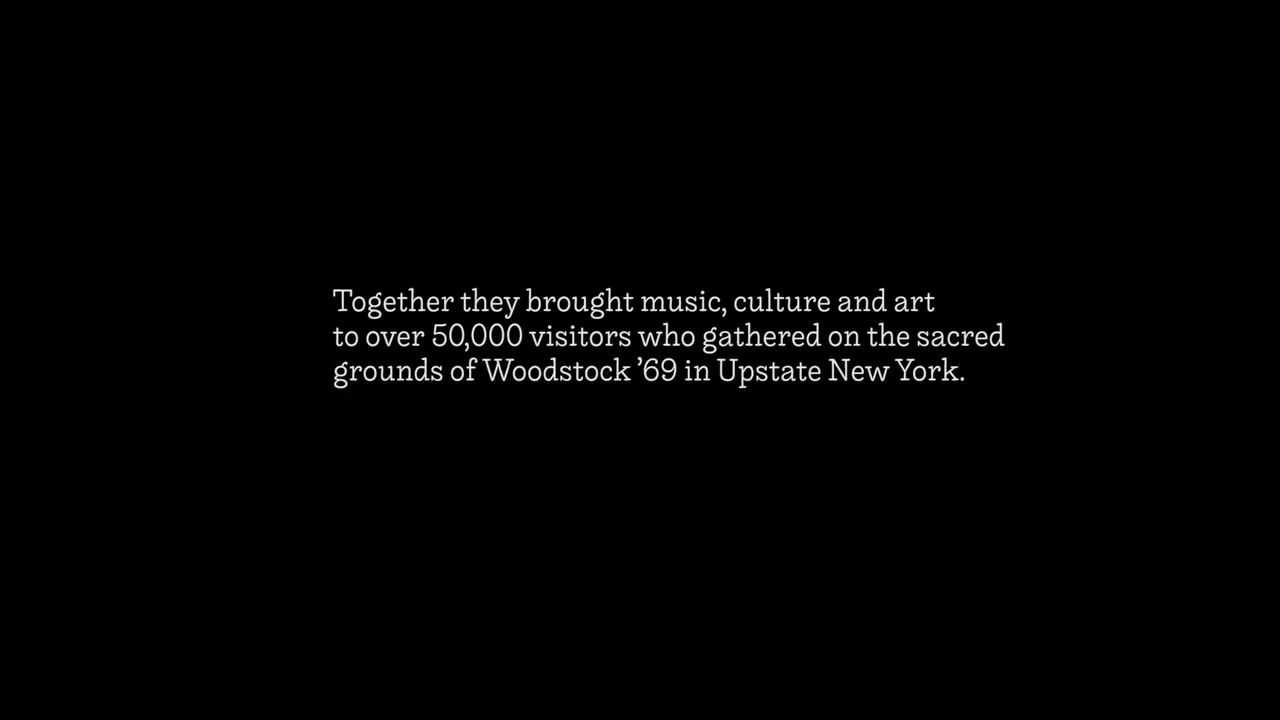 Together they brought music, culture and art
to over 50,000 visitors who gathered on the sacred
grounds of Woodstock ’69 in Upstate New York.